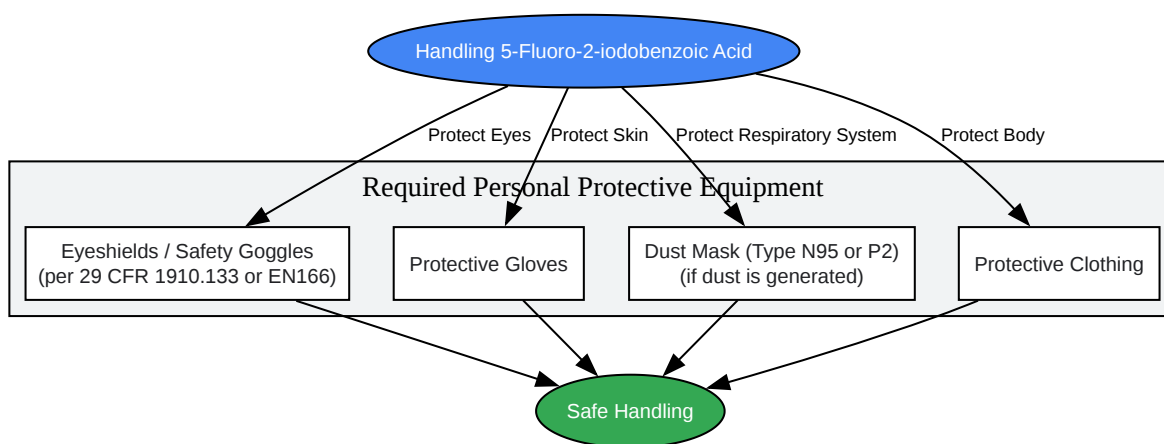 Handling 5-Fluoro-2-iodobenzoic Acid
Protect Eyes
Protect Skin
Protect Respiratory System
Protect Body
Required Personal Protective Equipment
Eyeshields / Safety Goggles
(per 29 CFR 1910.133 or EN166)
Protective Gloves
Dust Mask (Type N95 or P2)
(if dust is generated)
Protective Clothing
Safe Handling